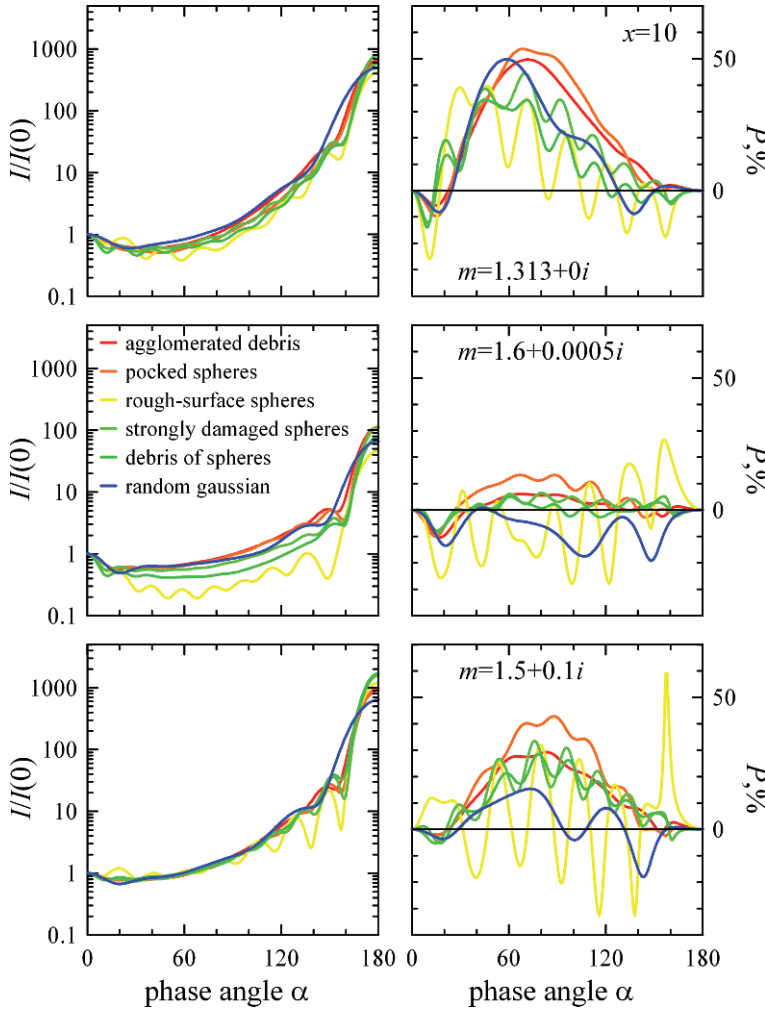 1000
100
10
1
0.1
I/I(0)
x=10
m=1.313+0i
50
0
P,%
1000
100
10
1
0.1
I/I(0)
agglomerated debris
pocked spheres
rough-surface spheres
strongly damaged spheres
debris of spheres
random gaussian
m=1.6+0.0005i
50
0
P,%
1000
100
10
1
0.1
I/I(0)
m=1.5+0.1i
50
0
P,%
0 60 120 180
0 60 120 180
phase angle α
phase angle α